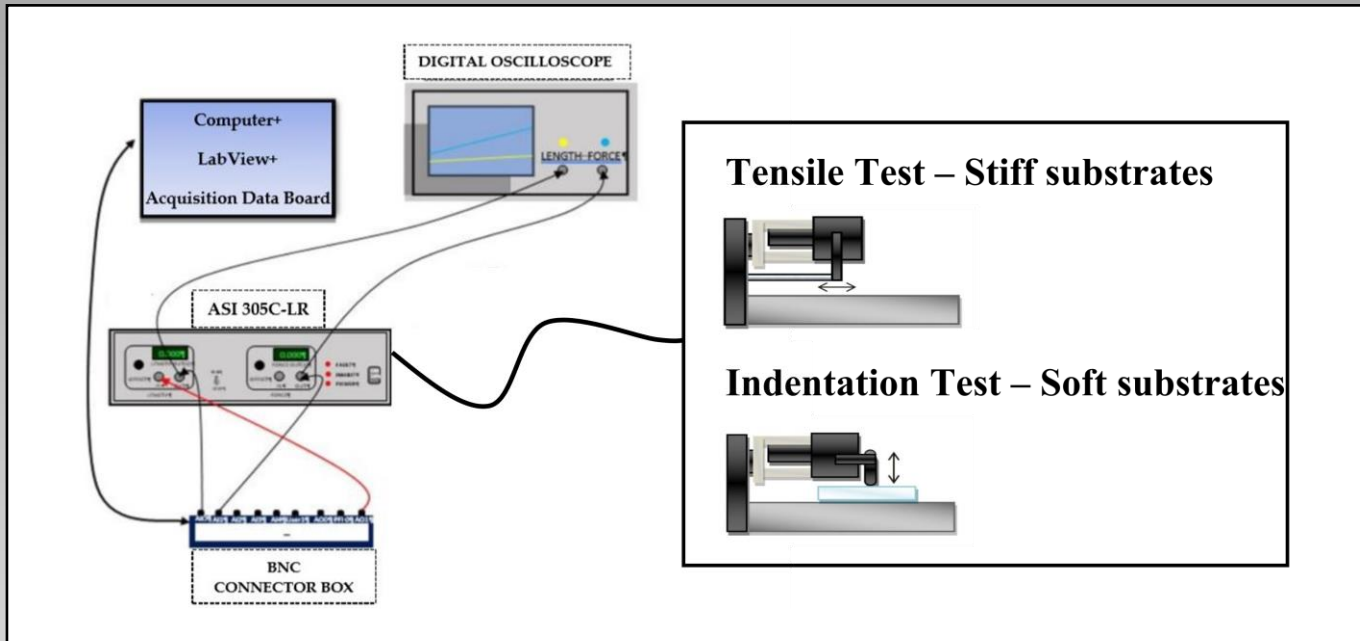 DIGITAL OSCILLOSCOPE
Computer+
LabView+
Acquisition Data Board
LENGTH FORCE¶
Tensile Test – Stiff substrates
ASI 305C-LR
Indentation Test – Soft substrates
BNC
CONNECTOR BOX